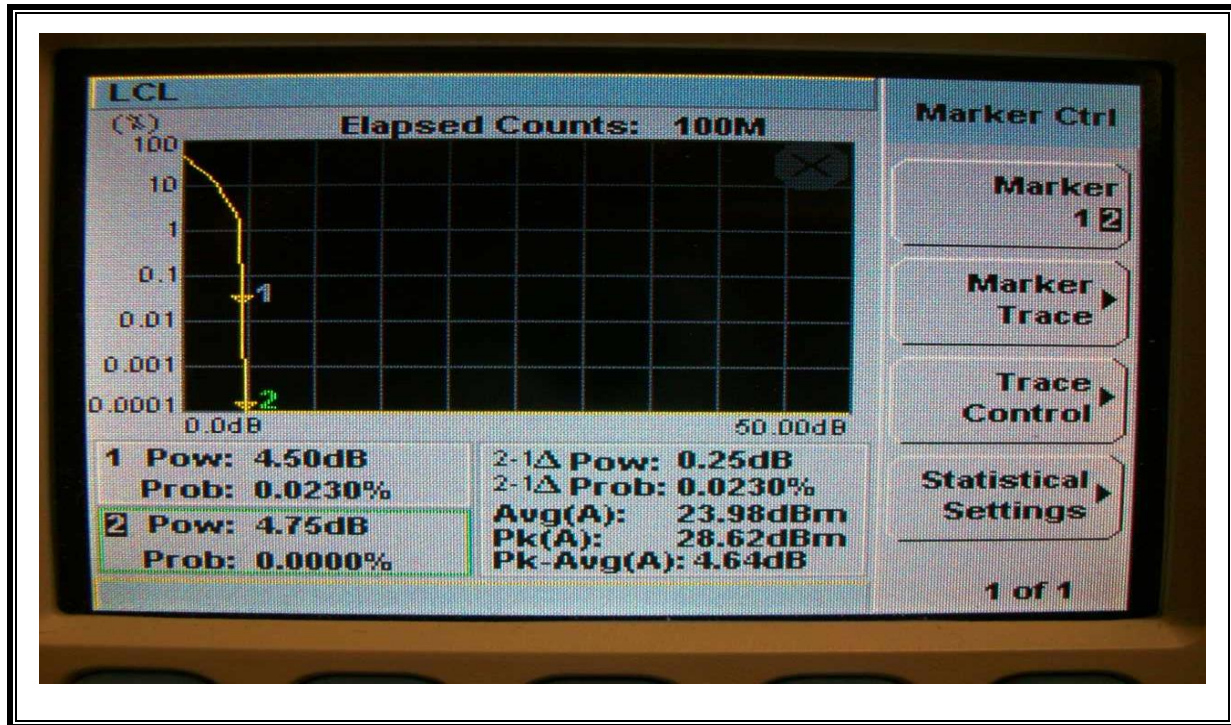 LCL
(%)
Elapsed Counts: 100M
100
10
1
0.1
0.01
0.001
0.0001
1
2
0.0dB
50.00dB
1 Pow: 4.50dB
Prob: 0.0230%
2 Pow: 4.75dB
Prob: 0.0000%
2-1Δ Pow: 0.25dB
2-1Δ Prob: 0.0230%
Avg(A): 23.98dBm
Pk(A): 28.62dBm
Pk-Avg(A): 4.64dB
Marker Ctrl
Marker
1 2
Marker
Trace
Trace
Control
Statistical
Settings
1 of 1